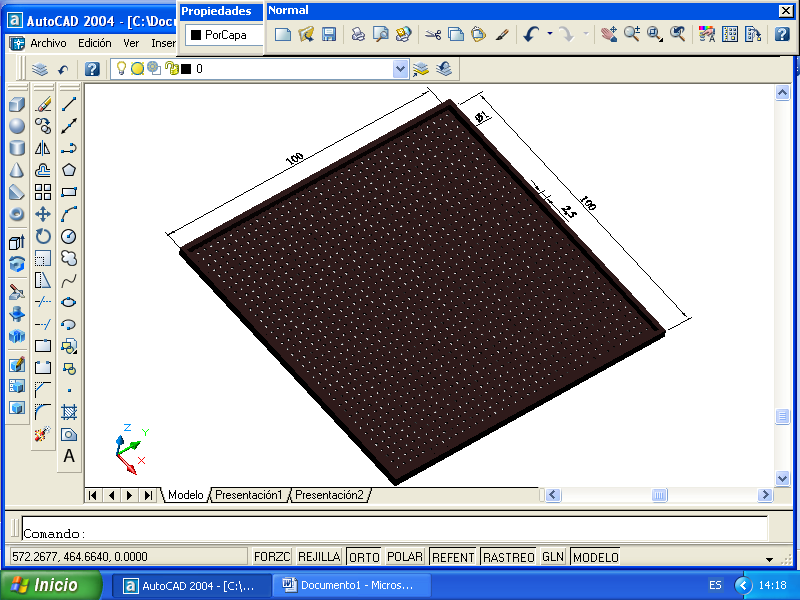 AutoCAD 2004 - [C:\Docu
Propiedades
Normal
Archivo Edición Ver Inser
PorCapa
0
100
Ø1
100
2,5
Z
Y
X
A
Modelo Presentación1 Presentación2
Comando:
572.2677, 464.6640, 0.0000 FORZC REJILLA ORTO POLAR REFENT RASTREO GLN MODELO
Inicio AutoCAD 2004 - [C:\... Documento1 - Micros... ES 14:18